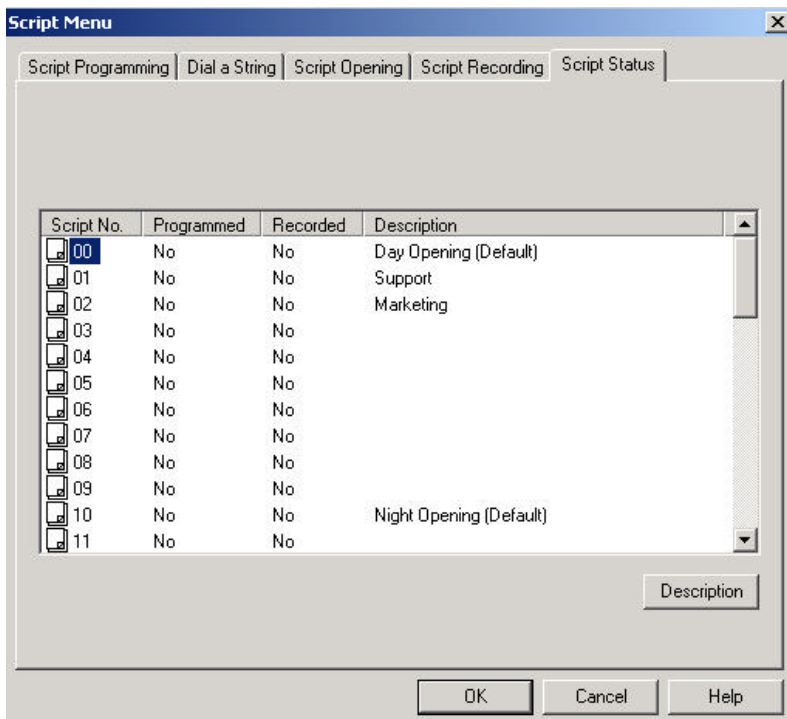 Script Menu
Script Programming Dial a String Script Opening Script Recording Script Status
Script No. Programmed Recorded Description
00 No No Day Opening (Default)
01 No No Support
02 No No Marketing
03 No No
04 No No
05 No No
06 No No
07 No No
08 No No
09 No No
10 No No Night Opening (Default)
11 No No
Description
OK Cancel Help